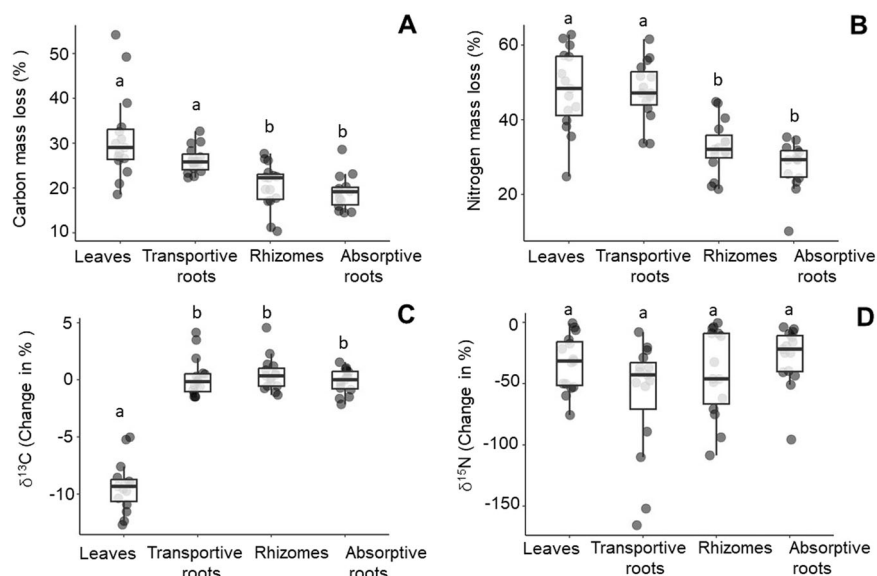 A
Carbon mass loss (%)
50
40
30
20
10
a
a
b
b
Leaves
Transportive
roots
Rhizomes
Absorptive
roots
B
Nitrogen mass loss (%)
60
40
20
a
a
b
b
Leaves
Transportive
roots
Rhizomes
Absorptive
roots
C
δ13C (Change in %)
5
0
-5
-10
a
b
b
b
Leaves
Transportive
roots
Rhizomes
Absorptive
roots
D
δ15N (Change in %)
0
-50
-100
-150
a
a
a
a
Leaves
Transportive
roots
Rhizomes
Absorptive
roots